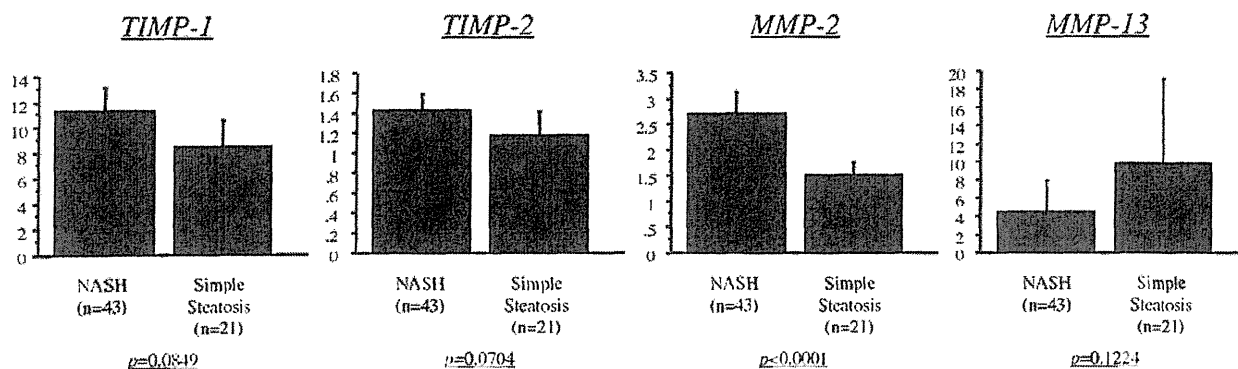 TIMP-1
14
12
10
8
6
4
2
0
NASH
(n=43)
Simple
Steatosis
(n=21)
p=0.0849
TIMP-2
1.8
1.6
1.4
1.2
1
.8
.6
.4
.2
0
NASH
(n=43)
Simple
Steatosis
(n=21)
p=0.0704
MMP-2
3.5
3
2.5
2
1.5
1
.5
0
NASH
(n=43)
Simple
Steatosis
(n=21)
p<0.0001
MMP-13
20
18
16
14
12
10
8
6
4
2
0
NASH
(n=43)
Simple
Steatosis
(n=21)
p=0.1224